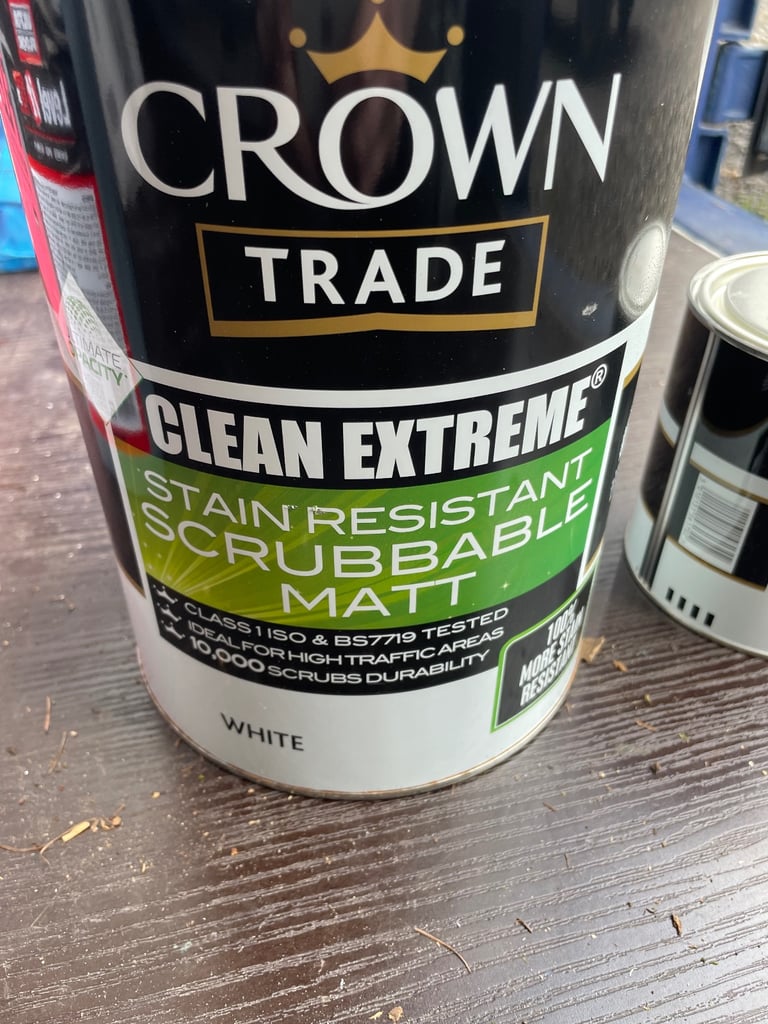 CROWN
TRADE
CLEAN EXTREME®
STAIN RESISTANT
SCRUBBABLE
MATT
CLASS 1 ISO & BS7719 TESTED
IDEAL FOR HIGH TRAFFIC AREAS
10,000 SCRUBS DURABILITY
100%
MORE STAIN
WHITE